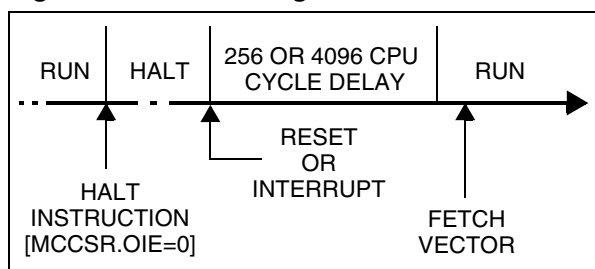 RUN
HALT
256 OR 4096 CPU
CYCLE DELAY
RUN
RESET
OR
INTERRUPT
HALT
INSTRUCTION
[MCCSR.OIE=0]
FETCH
VECTOR